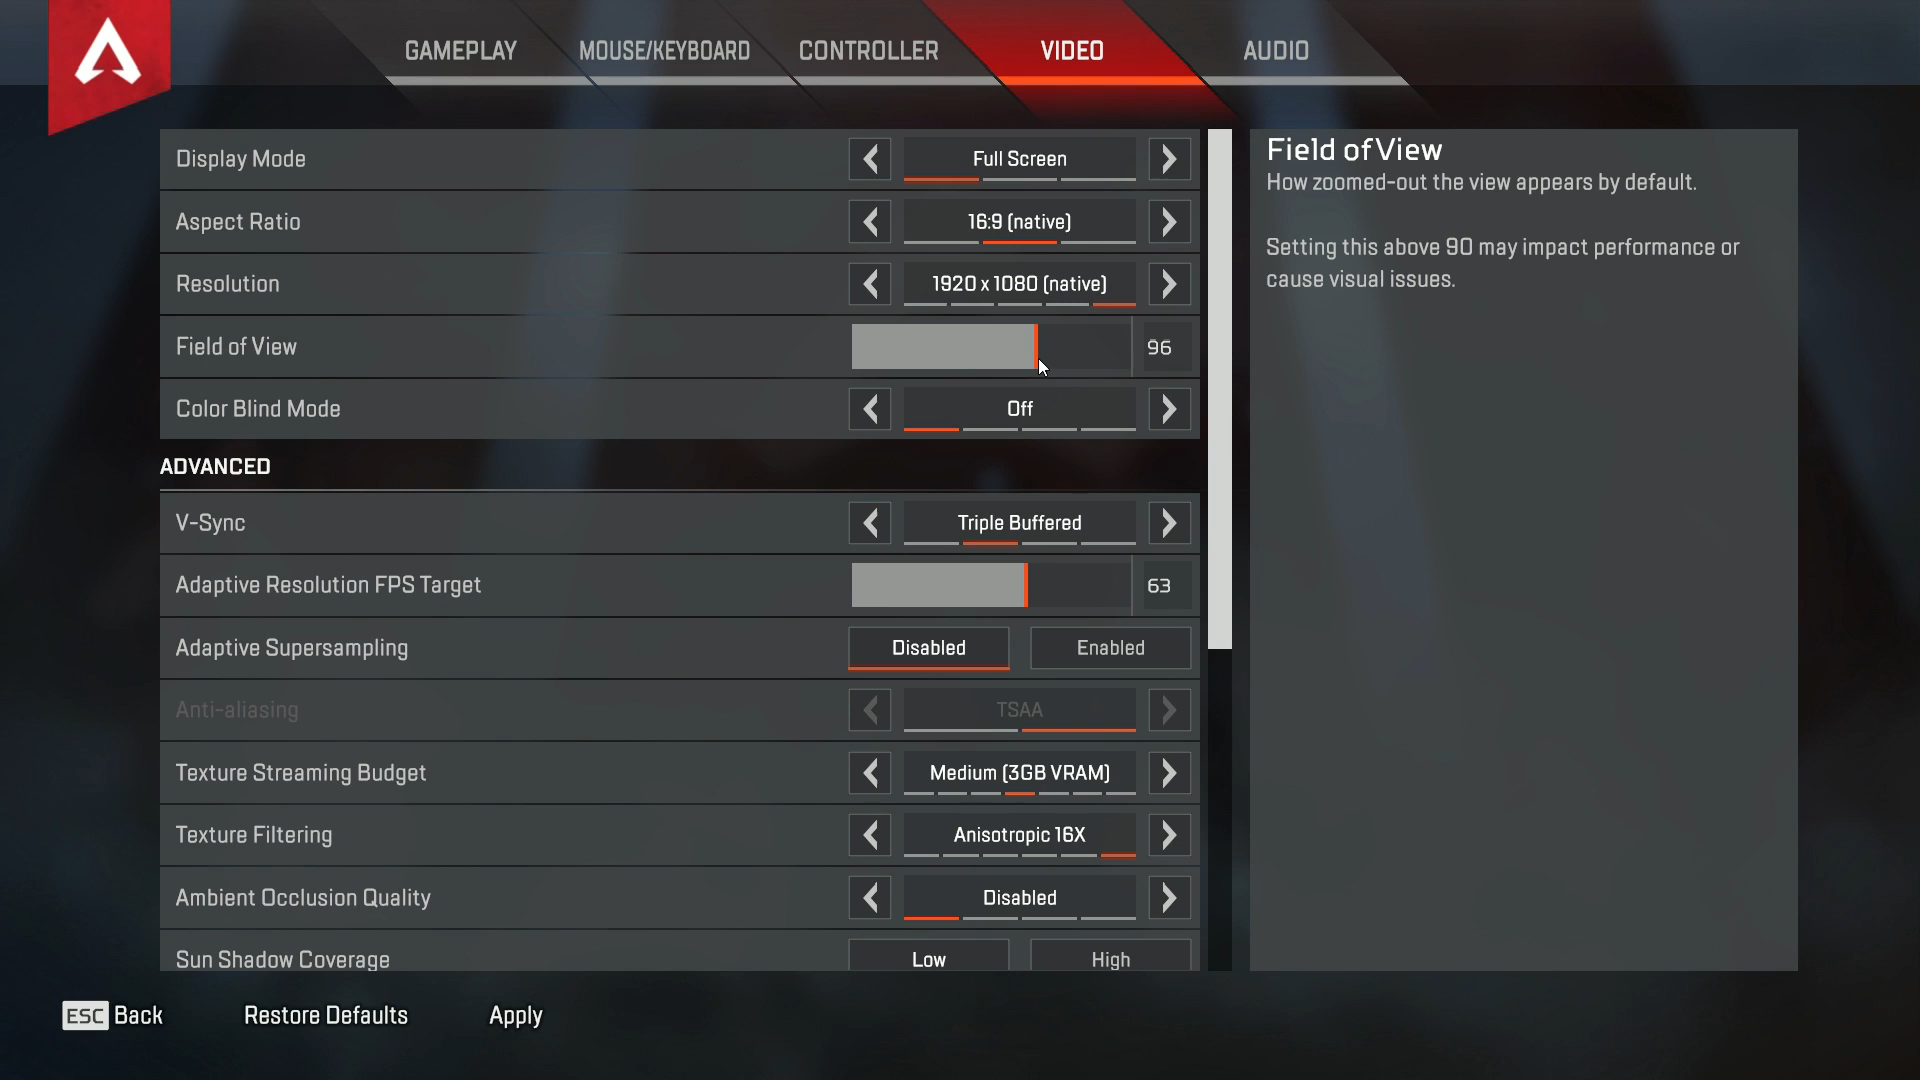 GAMEPLAY MOUSE/KEYBOARD CONTROLLER VIDEO AUDIO
Display Mode Full Screen
Aspect Ratio 16:9 (native)
Resolution 1920 x 1080 (native)
Field of View 96
Color Blind Mode Off
ADVANCED
V-Sync Triple Buffered
Adaptive Resolution FPS Target 63
Adaptive Supersampling Disabled Enabled
Anti-aliasing TSAA
Texture Streaming Budget Medium (3GB VRAM)
Texture Filtering Anisotropic 16X
Ambient Occlusion Quality Disabled
Sun Shadow Coverage Low High
Field of View
How zoomed-out the view appears by default.
Setting this above 90 may impact performance or
cause visual issues.
ESC Back Restore Defaults Apply